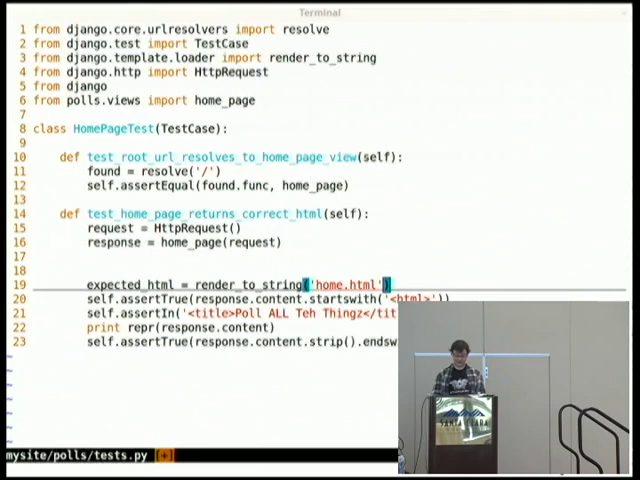 Terminal
1 from django.core.urlresolvers import resolve
2 from django.test import TestCase
3 from django.template.loader import render_to_string
4 from django.http import HttpRequest
5 from django
6 from polls.views import home_page
7
8 class HomePageTest(TestCase):
9
10 def test_root_url_resolves_to_home_page_view(self):
11 found = resolve('/')
12 self.assertEqual(found.func, home_page)
13
14 def test_home_page_returns_correct_html(self):
15 request = HttpRequest()
16 response = home_page(request)
17
18
19 expected_html = render_to_string('home.html')
20 self.assertTrue(response.content.startswith('<html>'))
21 self.assertIn('<title>Poll ALL Teh Thingz</tit
22 print repr(response.content)
23 self.assertTrue(response.content.strip().endsw
~
~
~
~
~
~
~
mysite/polls/tests.py [+]
SANTA CLARA